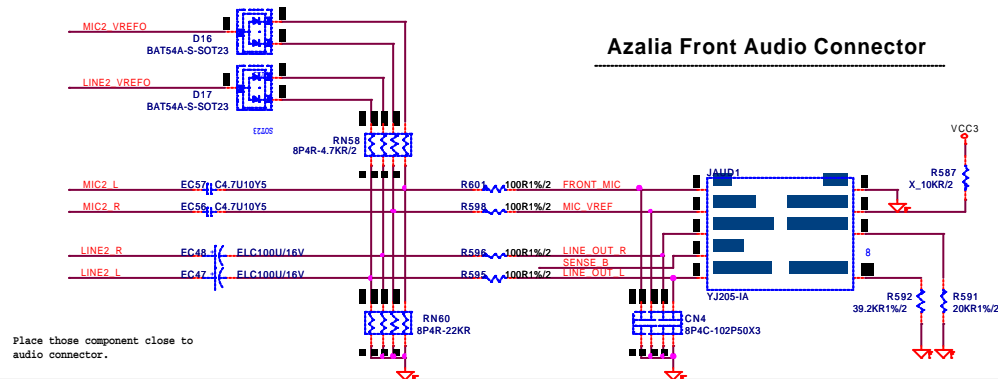 MIC2_VREFO
D16
BAT54A-S-SOT23
Azalia Front Audio Connector
LINE2_VREFO
D17
BAT54A-S-SOT23
SOT23
RN58
8P4R-4.7KR/2
VCC3
R587
X_10KR/2
MIC2_L
EC57
C4.7U10Y5
R601
100R1%/2
FRONT_MIC
JAUD1
MIC2_R
EC56
C4.7U10Y5
R598
100R1%/2
MIC_VREF
LINE2_R
EC48
ELC100U/16V
R596
100R1%/2
LINE_OUT_R
8
SENSE_B
LINE2_L
EC47
ELC100U/16V
R595
100R1%/2
LINE_OUT_L
YJ205-IA
R592
39.2KR1%/2
R591
20KR1%/2
RN60
8P4R-22KR
CN4
8P4C-102P50X3
Place those component close to
audio connector.